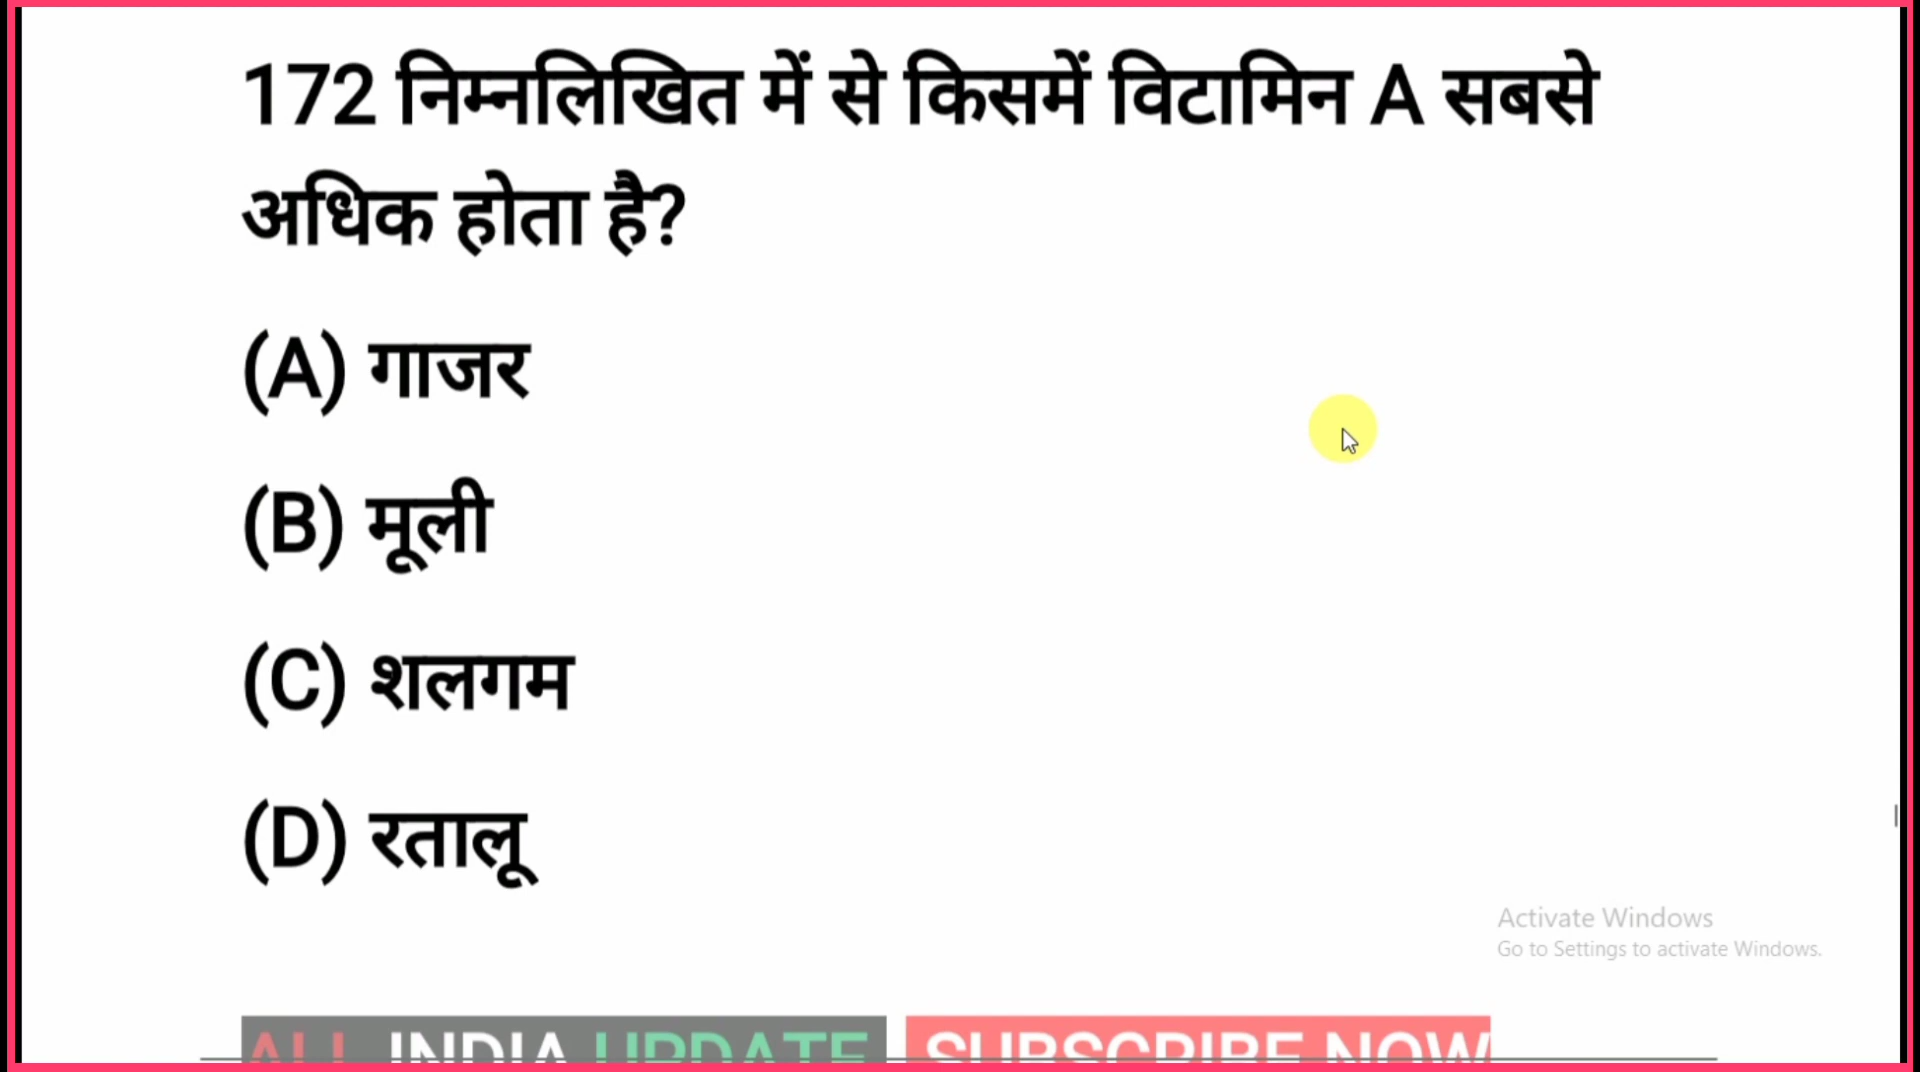 172 निम्नलिखित में से किसमें विटामिन A सबसे
अधिक होता है?
(A) गाजर
(B) मूली
(C) शलगम
(D) रतालू
Activate Windows
Go to Settings to activate Windows.
ALL INDIA UPDATE SUBSCRIBE NOW